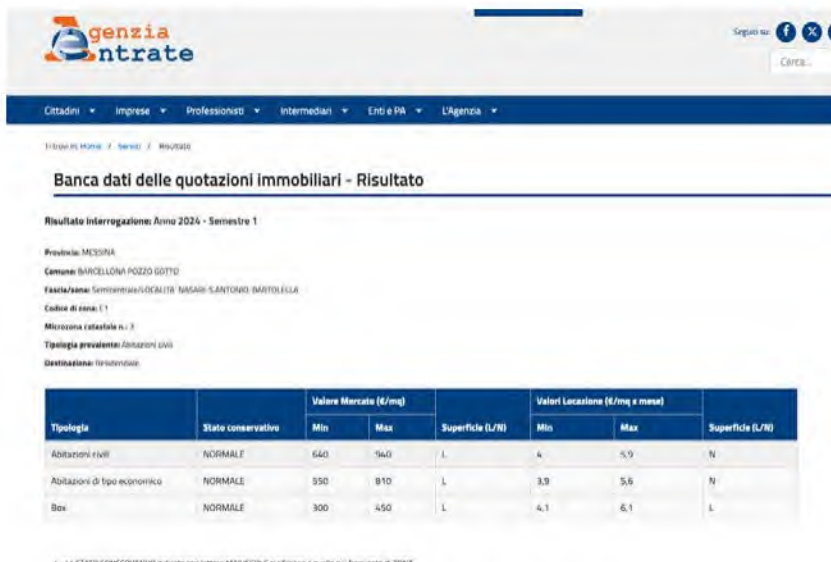 Agenzia
Entrate
Seguici su:
Cerca...
Cittadini Imprese Professionisti Intermediari Enti e PA L'Agenzia
Ti trovi in: Home / Servizi / Risultato
Banca dati delle quotazioni immobiliari - Risultato
Risultato interrogazione: Anno 2024 - Semestre 1
Provincia: MESSINA
Comune: BARCELLONA POZZO GOTTO
Fascia/zona: Semicentrale/LOCALITA NASARI-S.ANTONIO-BARTOLELLA
Codice di zona: C1
Microzona catastale n.: 3
Tipologia prevalente: Abitazioni civili
Destinazione: Residenziale
Valore Mercato (€/mq) Valori Locazione (€/mq x mese)
Tipologia Stato conservativo Min Max Superficie (L/N) Min Max Superficie (L/N)
Abitazioni civili NORMALE 640 940 L 4 5,9 N
Abitazioni di tipo economico NORMALE 550 810 L 3,9 5,6 N
Box NORMALE 300 450 L 4,1 6,1 L